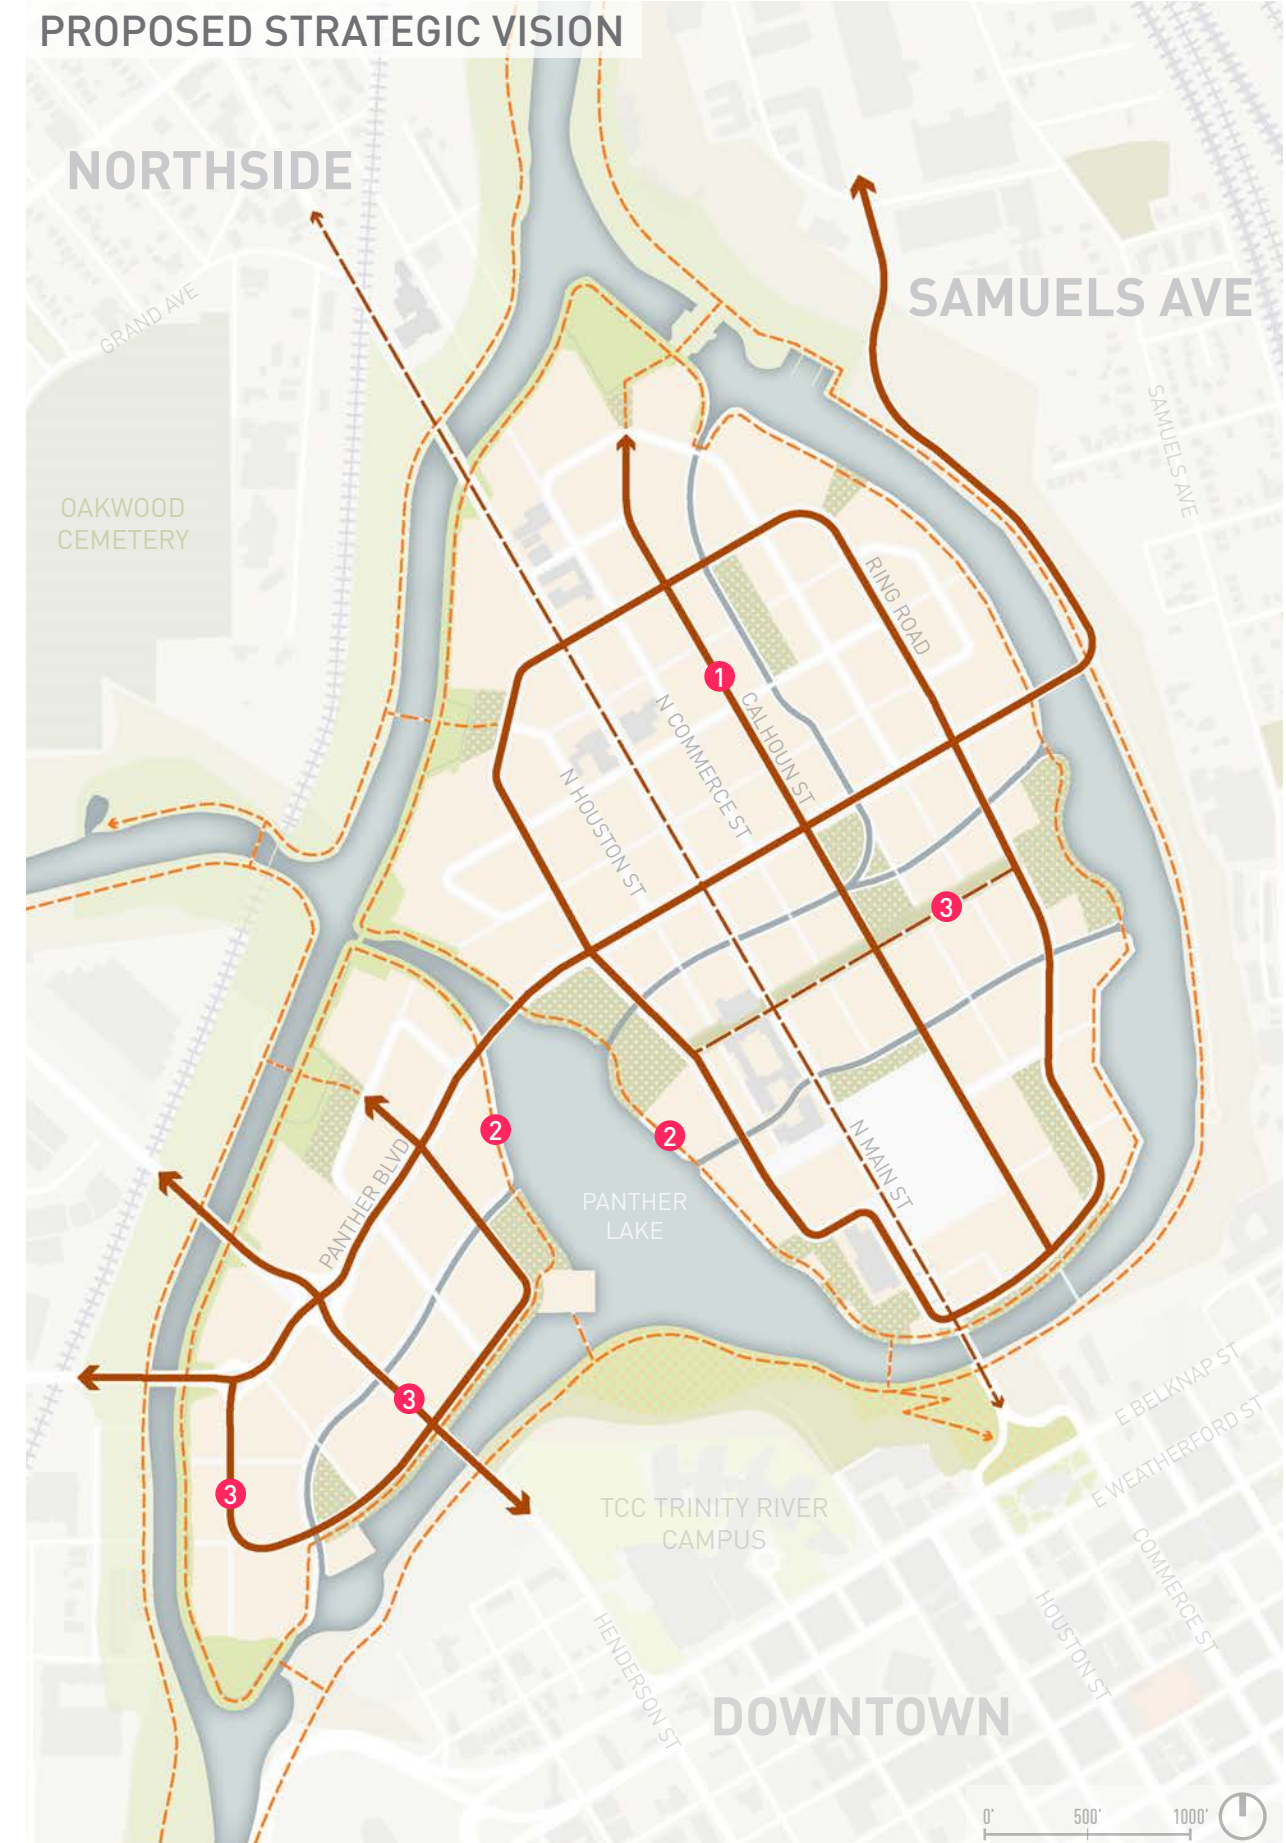 PROPOSED STRATEGIC VISION
NORTHSIDE
SAMUELS AVE
GRAND AVE
SAMUELS AVE
OAKWOOD
CEMETERY
RING ROAD
1
N COMMERCE ST
CALHOUN ST
N HOUSTON ST
3
2
2
N MAIN ST
PANTHER BLVD
PANTHER
LAKE
3
3
E BELKNAP ST
E WEATHERFORD ST
TCC TRINITY RIVER
CAMPUS
COMMERCE ST
HOUSTON ST
HENDERSON ST
DOWNTOWN
0' 500' 1000'